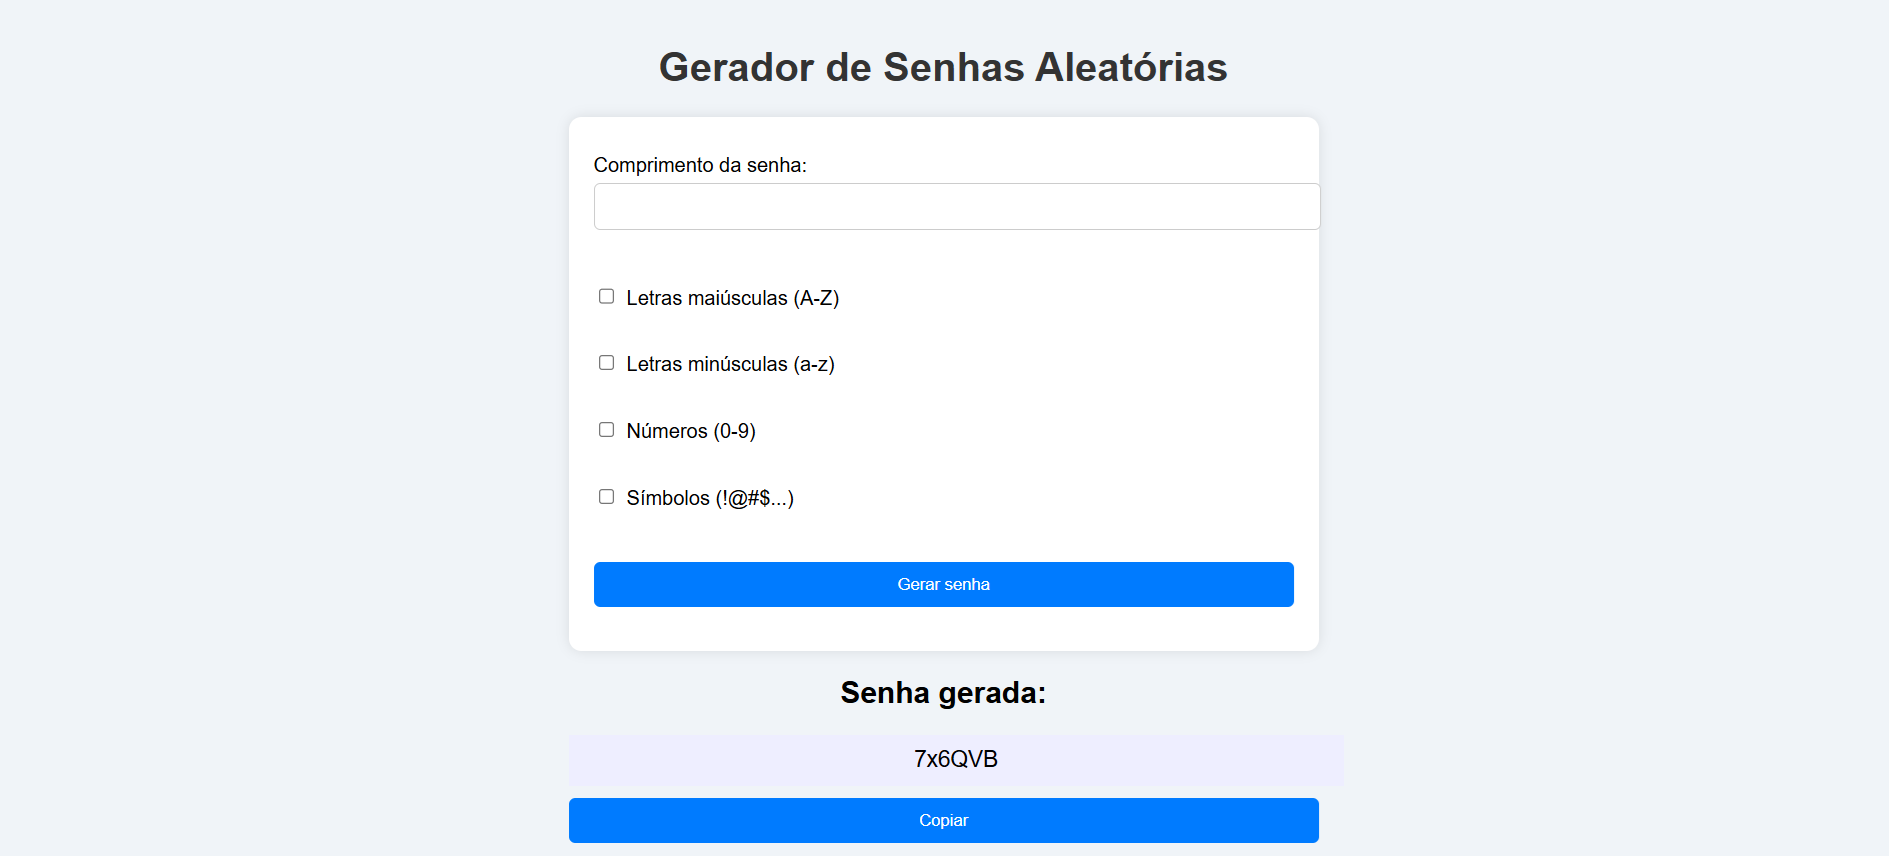 Gerador de Senhas Aleatórias
Comprimento da senha:
Letras maiúsculas (A-Z)
Letras minúsculas (a-z)
Números (0-9)
Símbolos (!@#$...)
Gerar senha
Senha gerada:
7x6QVB
Copiar